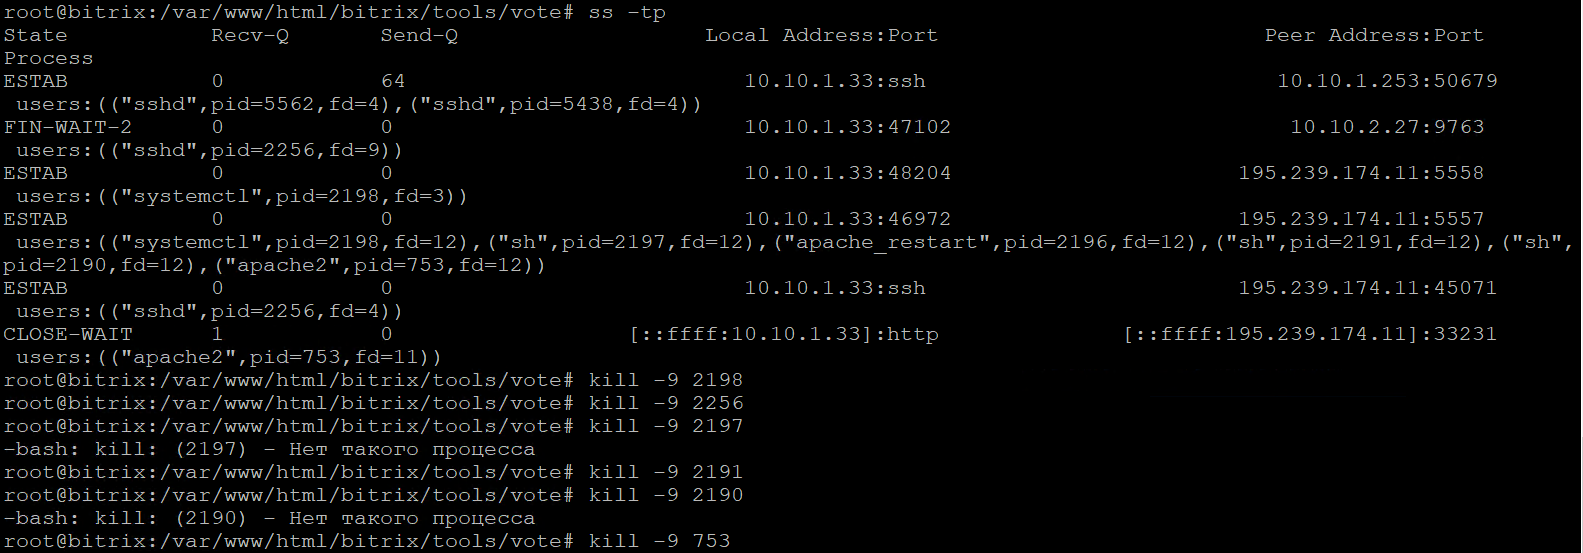 root@bitrix:/var/www/html/bitrix/tools/vote# ss -tp
State Recv-Q Send-Q Local Address:Port Peer Address:Port
Process
ESTAB 0 64 10.10.1.33:ssh 10.10.1.253:50679
users:(("sshd",pid=5562,fd=4),("sshd",pid=5438,fd=4))
FIN-WAIT-2 0 0 10.10.1.33:47102 10.10.2.27:9763
users:(("sshd",pid=2256,fd=9))
ESTAB 0 0 10.10.1.33:48204 195.239.174.11:5558
users:(("systemctl",pid=2198,fd=3))
ESTAB 0 0 10.10.1.33:46972 195.239.174.11:5557
users:(("systemctl",pid=2198,fd=12),("sh",pid=2197,fd=12),("apache_restart",pid=2196,fd=12),("sh",pid=2191,fd=12),("sh",
pid=2190,fd=12),("apache2",pid=753,fd=12))
ESTAB 0 0 10.10.1.33:ssh 195.239.174.11:45071
users:(("sshd",pid=2256,fd=4))
CLOSE-WAIT 1 0 [::ffff:10.10.1.33]:http [::ffff:195.239.174.11]:33231
users:(("apache2",pid=753,fd=11))
root@bitrix:/var/www/html/bitrix/tools/vote# kill -9 2198
root@bitrix:/var/www/html/bitrix/tools/vote# kill -9 2256
root@bitrix:/var/www/html/bitrix/tools/vote# kill -9 2197
-bash: kill: (2197) - Нет такого процесса
root@bitrix:/var/www/html/bitrix/tools/vote# kill -9 2191
root@bitrix:/var/www/html/bitrix/tools/vote# kill -9 2190
-bash: kill: (2190) - Нет такого процесса
root@bitrix:/var/www/html/bitrix/tools/vote# kill -9 753